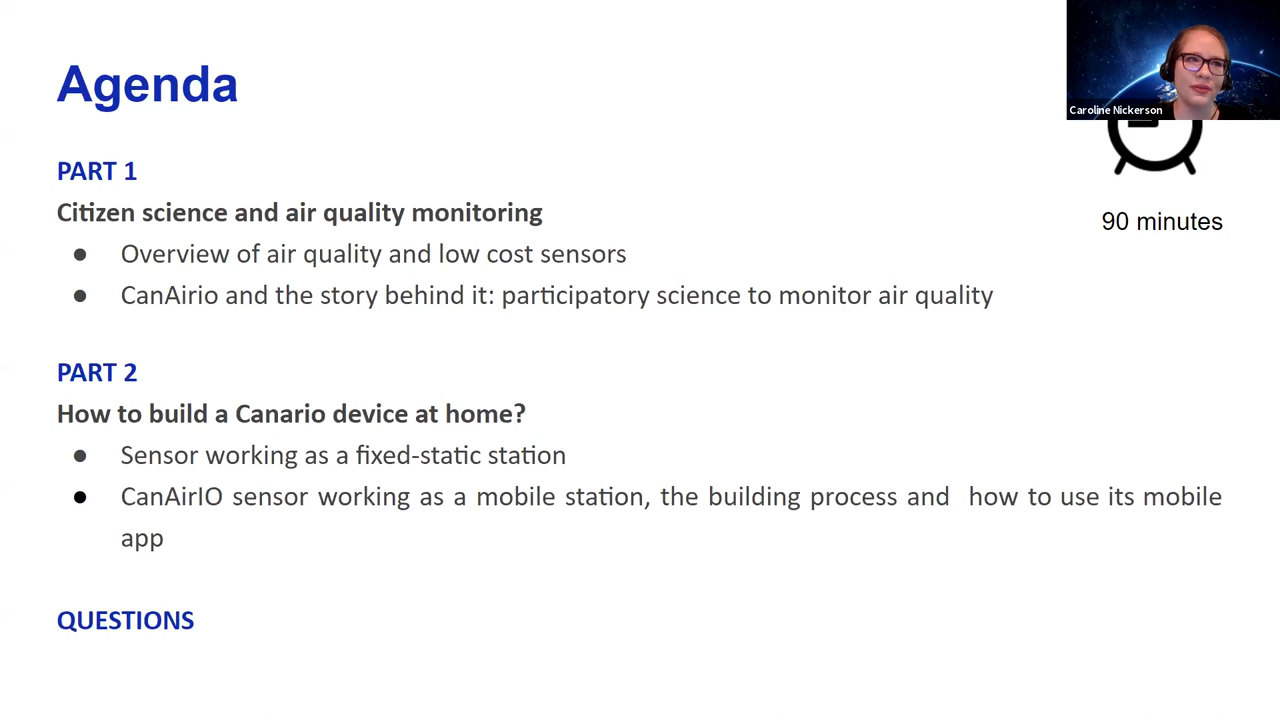 Agenda
Caroline Nickerson
90 minutes
PART 1
Citizen science and air quality monitoring
● Overview of air quality and low cost sensors
● CanAirio and the story behind it: participatory science to monitor air quality
PART 2
How to build a Canario device at home?
● Sensor working as a fixed-static station
● CanAirIO sensor working as a mobile station, the building process and how to use its mobile
app
QUESTIONS